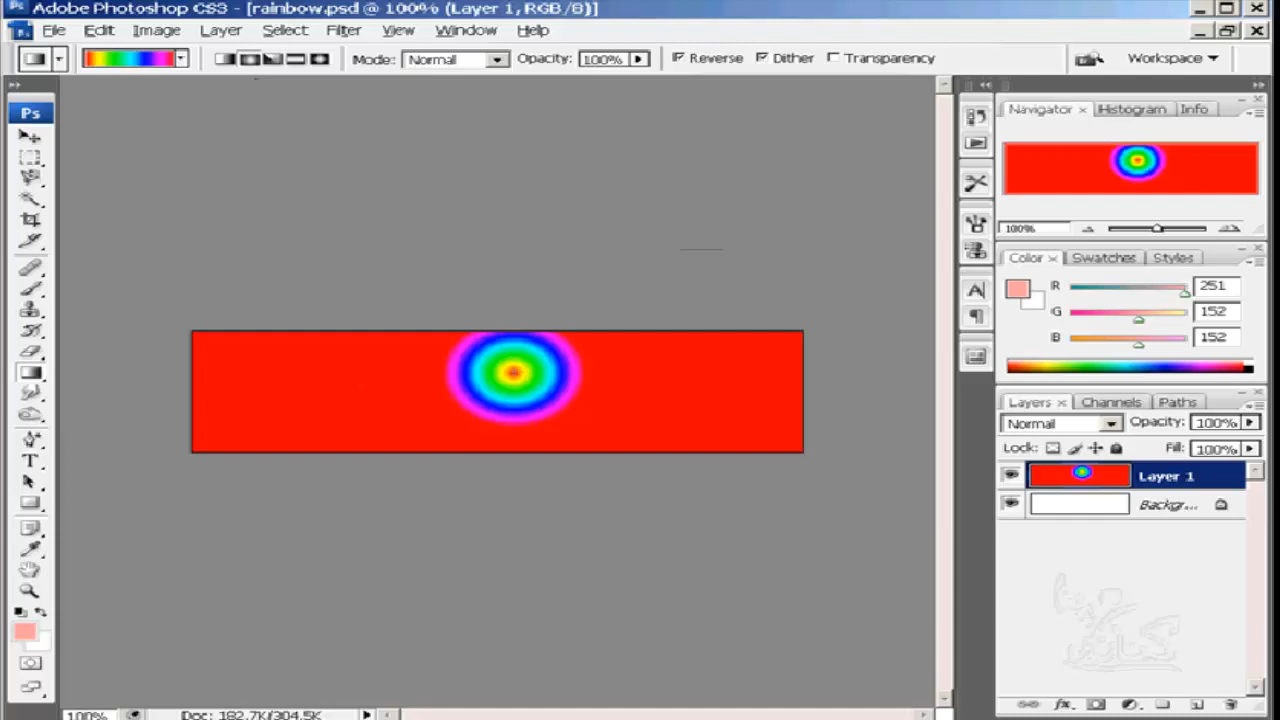 Adobe Photoshop CS3 - [rainbow.psd @ 100% (Layer 1,RGB/8)]
File Edit Image Layer Select Filter View Window Help
Mode: Normal Opacity: 100% Reverse Dither Transparency Workspace
Ps
Navigator Histogram Info
100%
Color Swatches Styles
R 251
G 152
B 152
Layers Channels Paths
Normal Opacity: 100%
Lock: Fill: 100%
Layer 1
Backgr...
T
A
fx
100% Doc: 182.7K/304.5K